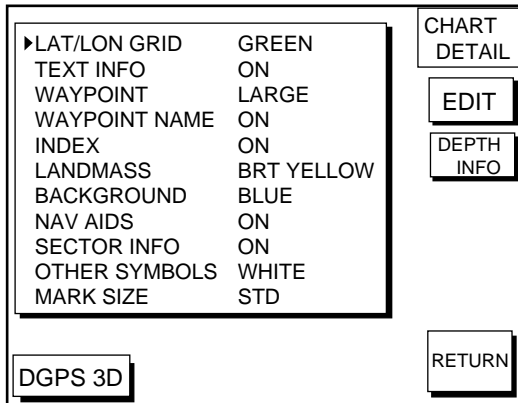 ▶LAT/LON GRID GREEN
TEXT INFO ON
WAYPOINT LARGE
WAYPOINT NAME ON
INDEX ON
LANDMASS BRT YELLOW
BACKGROUND BLUE
NAV AIDS ON
SECTOR INFO ON
OTHER SYMBOLS WHITE
MARK SIZE STD
CHART
DETAIL
EDIT
DEPTH
INFO
RETURN
DGPS 3D